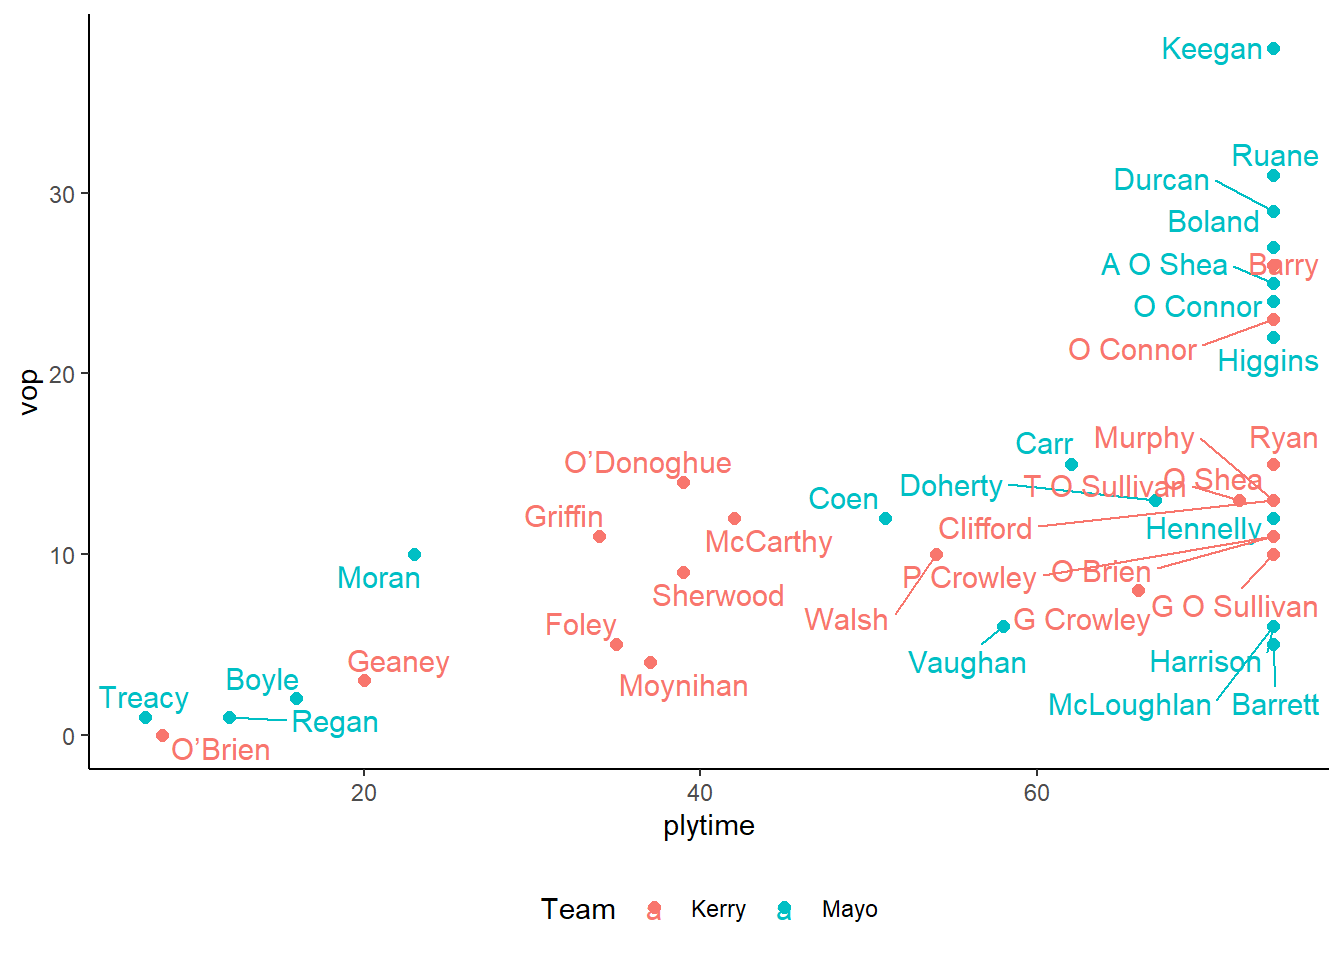 Keegan
Ruane
Durcan
30
Boland
A O Shea
Barry
O Connor
O Connor
Higgins
20
vop
Murphy
Ryan
Carr
O’Donoghue
O Shea
T O Sullivan
Doherty
Coen
Griffin
Clifford
Hennelly
McCarthy
10
Moran
P Crowley
O Brien
Sherwood
G O Sullivan
Foley
Walsh
G Crowley
Geaney
Vaughan
Harrison
Boyle
Moynihan
Treacy
McLoughlan
Barrett
Regan
0
O’Brien
20
40
60
plytime
Team
a
Kerry
a
Mayo